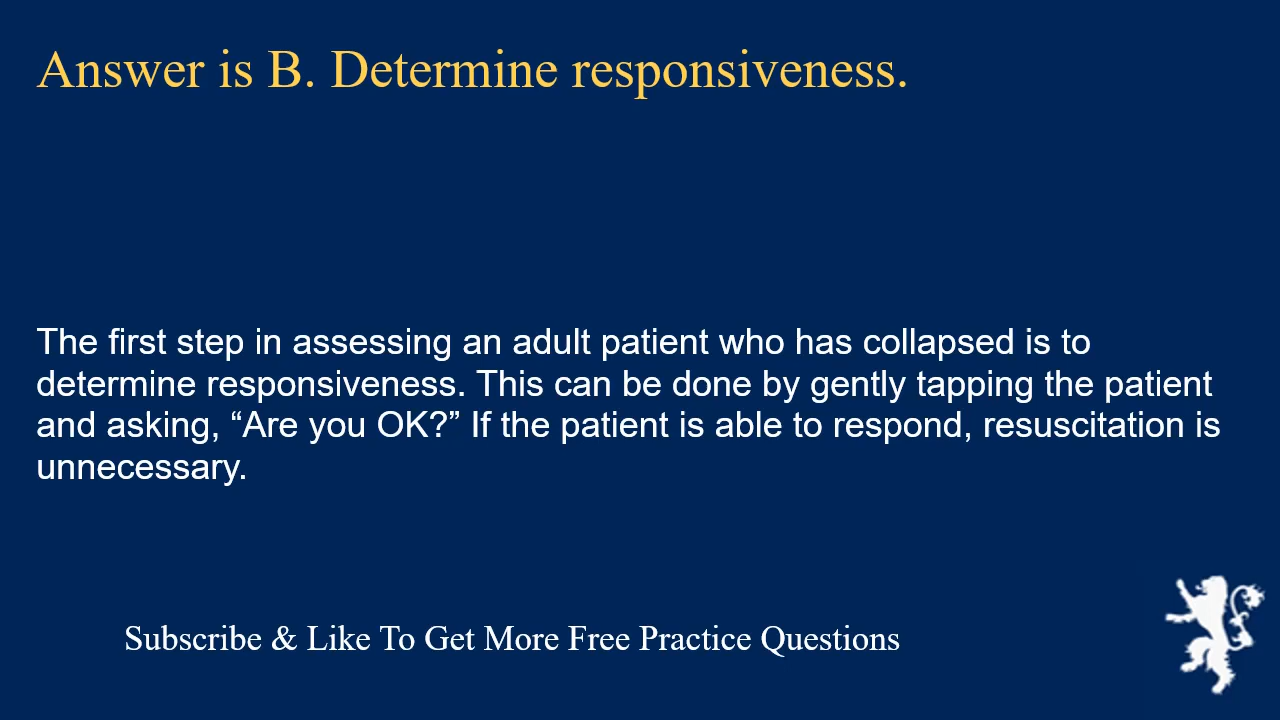 Answer is B. Determine responsiveness.
The first step in assessing an adult patient who has collapsed is to
determine responsiveness. This can be done by gently tapping the patient
and asking, “Are you OK?” If the patient is able to respond, resuscitation is
unnecessary.
Subscribe & Like To Get More Free Practice Questions